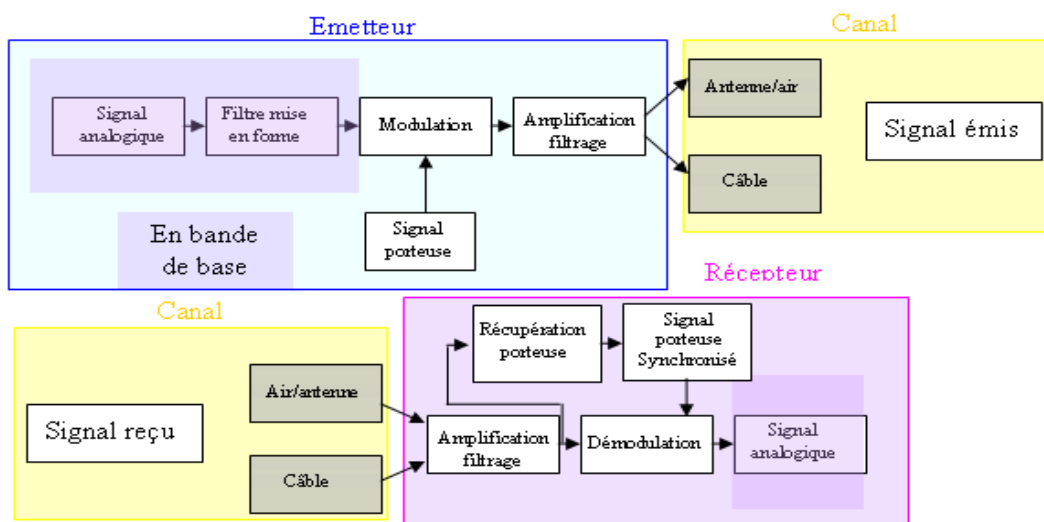 Emetteur
Canal
Signal
analogique
Filtre mise
en forme
Modulation
Amplification
filtrage
Antenne/air
Câble
Signal émis
Signal
porteuse
En bande
de base
Récepteur
Canal
Signal reçu
Air/antenne
Câble
Amplification
filtrage
Récupération
porteuse
Signal
porteuse
Synchronisé
Démodulation
Signal
analogique